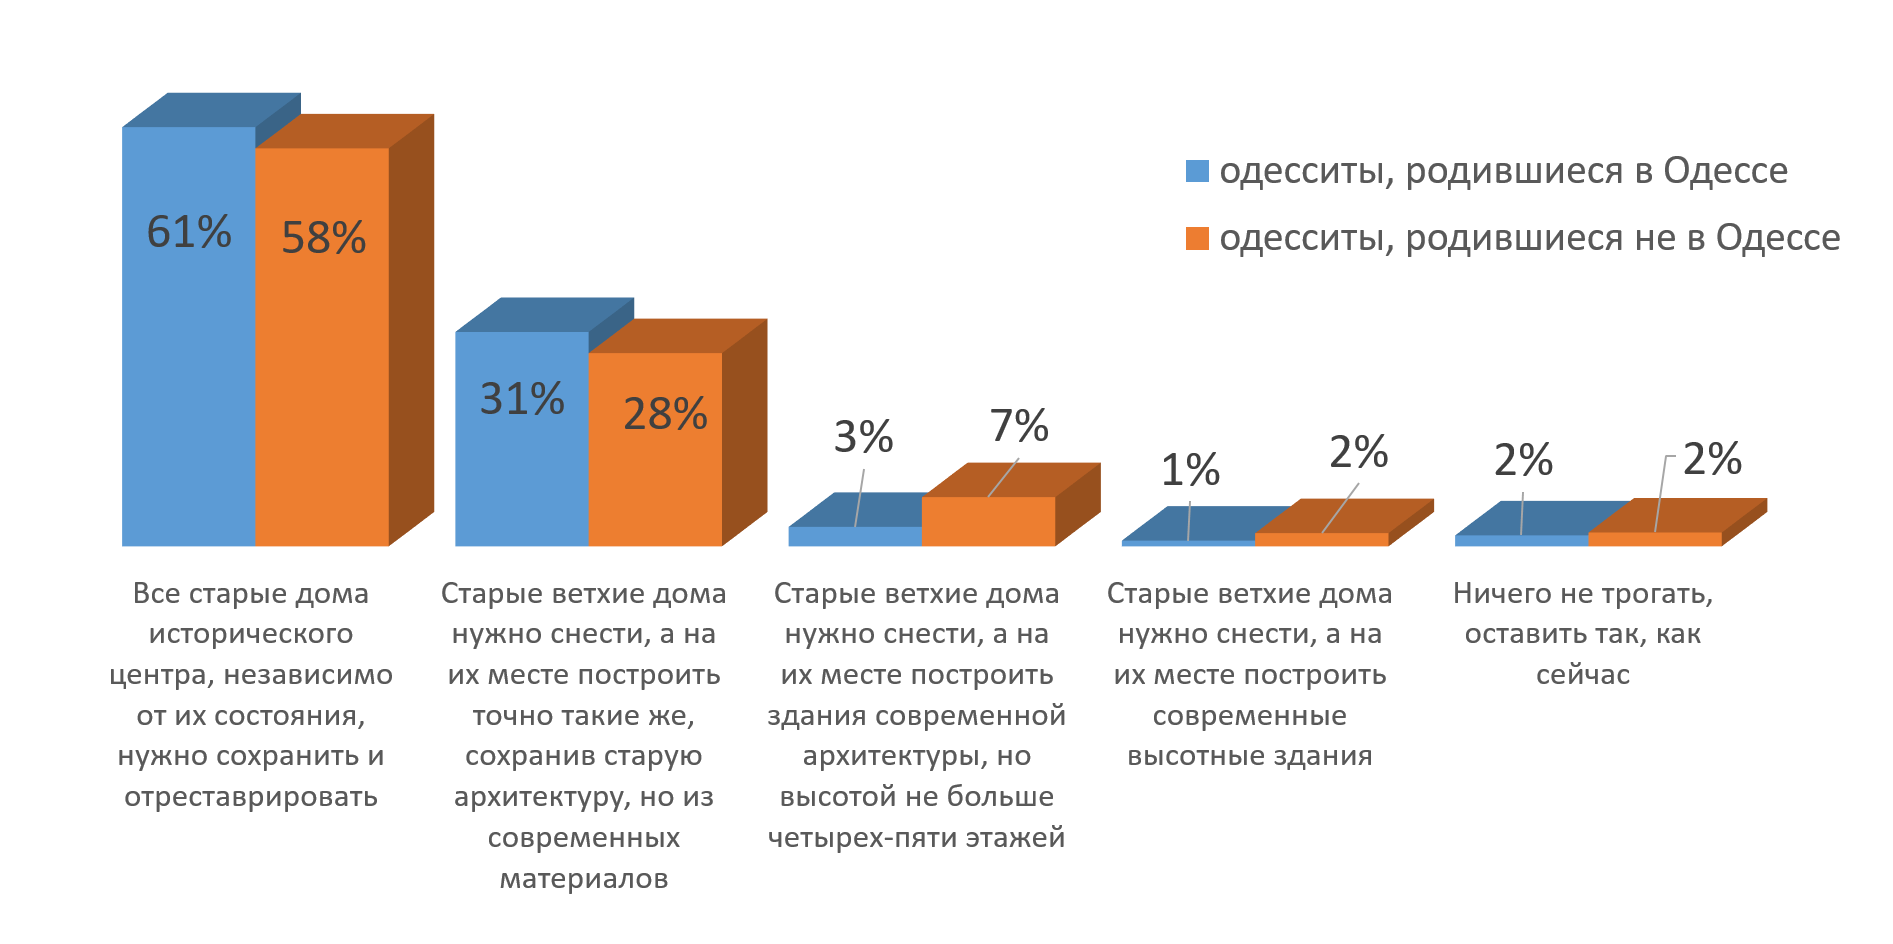 одесситы, родившиеся в Одессе
одесситы, родившиеся не в Одессе
61%
58%
31%
28%
3%
7%
1%
2%
2%
2%
Все старые дома
исторического
центра, независимо
от их состояния,
нужно сохранить и
отреставрировать
Старые ветхие дома
нужно снести, а на
их месте построить
точно такие же,
сохранив старую
архитектуру, но из
современных
материалов
Старые ветхие дома
нужно снести, а на
их месте построить
здания современной
архитектуры, но
высотой не больше
четырех-пяти этажей
Старые ветхие дома
нужно снести, а на
их месте построить
современные
высотные здания
Ничего не трогать,
оставить так, как
сейчас